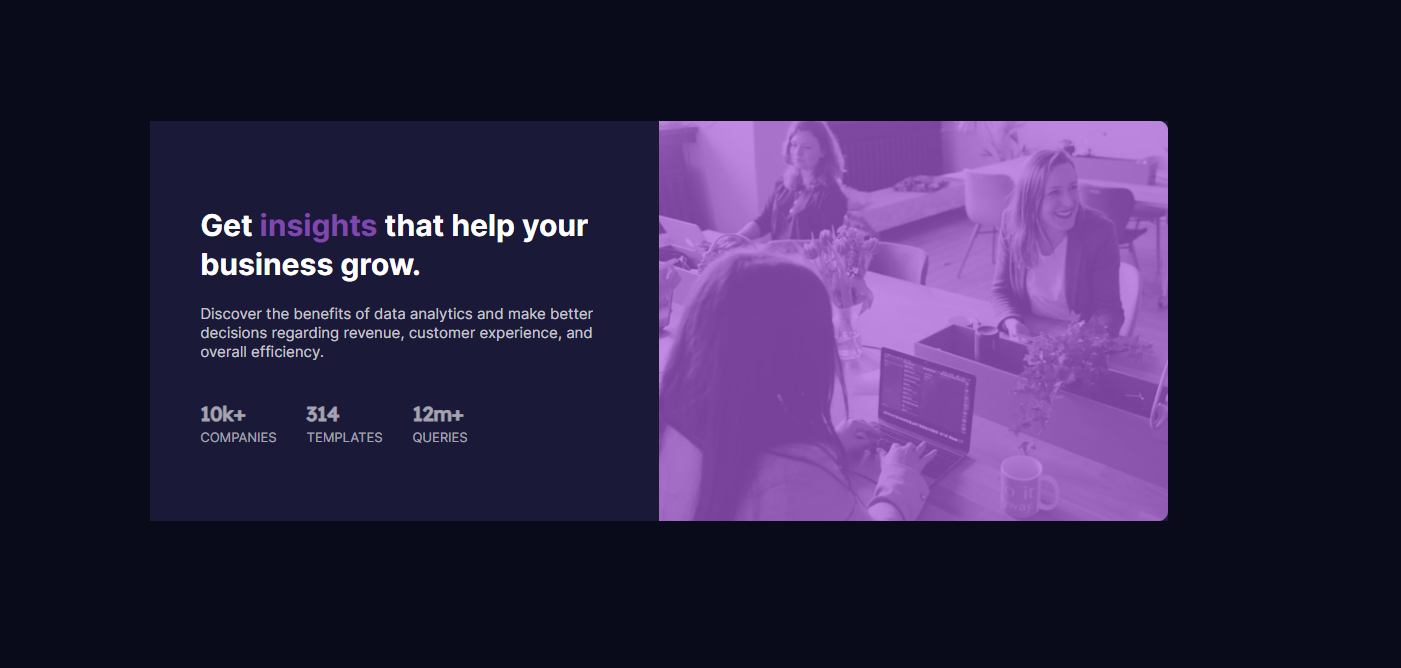 Get insights that help your
business grow.
Discover the benefits of data analytics and make better
decisions regarding revenue, customer experience, and
overall efficiency.
10k+ 314 12m+
COMPANIES TEMPLATES QUERIES